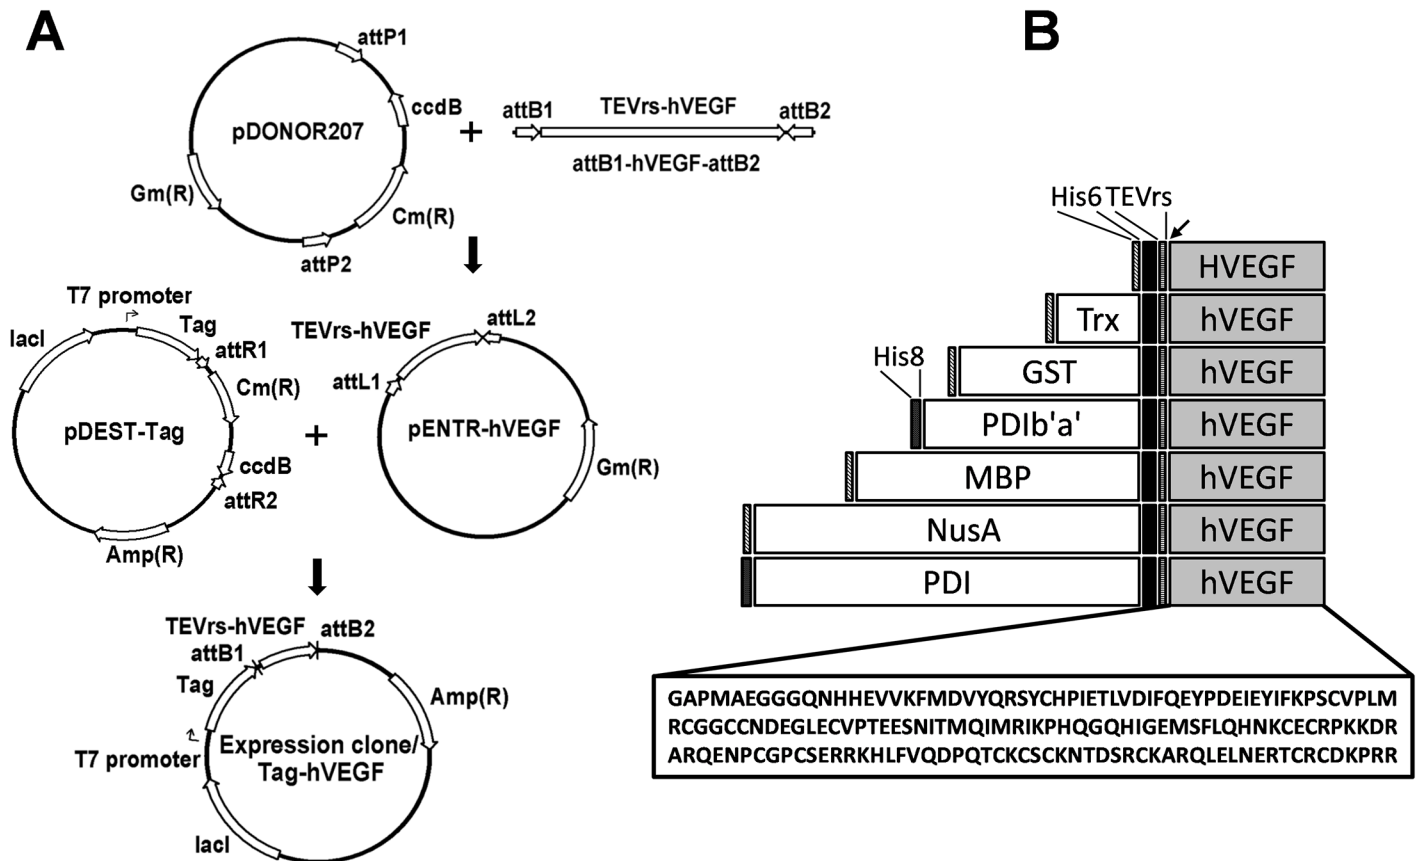 A
attP1
ccdB
pDONOR207
Gm(R)
Cm(R)
attP2
+
attB1
TEVrs-hVEGF
attB2
attB1-hVEGF-attB2
T7 promoter
lacI
Tag
attR1
Cm(R)
pDEST-Tag
ccdB
attR2
Amp(R)
+
TEVrs-hVEGF
attL2
attL1
pENTR-hVEGF
Gm(R)
TEVrs-hVEGF
attB2
attB1
Tag
Amp(R)
T7 promoter
Expression clone/
Tag-hVEGF
lacI
B
His6 TEVrs
HVEGF
Trx hVEGF
His8
GST hVEGF
PDIb'a' hVEGF
MBP hVEGF
NusA hVEGF
PDI hVEGF
GAPMAEGGGQNHHEVVKFMDVYQRSYCHPIETLVDIFQEYPDEIEYIFKPSCVPLM
RCGGCCNDEGLECVPTEESNITMQIMRIKPHQGQHIGEMSFLQHNKCECRPKKDR
ARQENPCGPCSERRKHLFVQDPQTCKCSCKNTDSRCKARQLELNERTCRCDKPRR